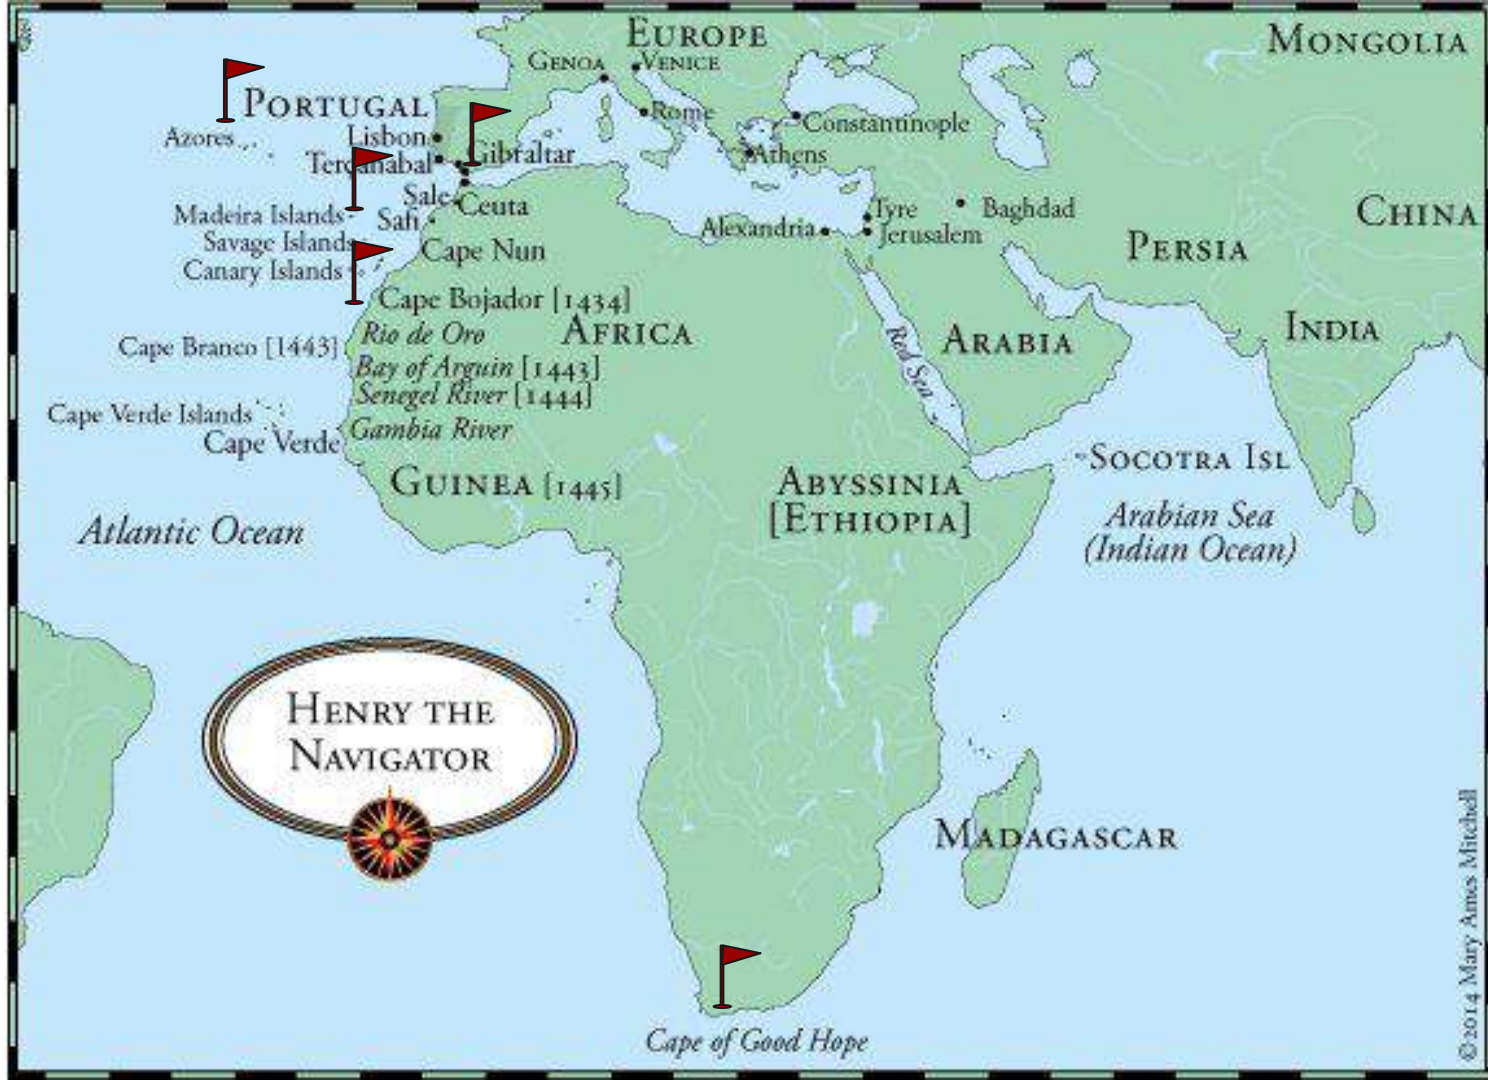 EUROPE
MONGOLIA
GENOA
VENICE
PORTUGAL
Rome
Azores
Lisbon
Constantinople
Tercanabal
Gibraltar
Athens
Sale
Ceuta
Madeira Islands
Safi
Tyre
Baghdad
CHINA
Savage Islands
Alexandria
Jerusalem
Cape Nun
PERSIA
Canary Islands
Cape Bojador [1434]
Rio de Oro
AFRICA
Cape Branco [1443]
Red Sea
ARABIA
INDIA
Bay of Arguin [1443]
Senegel River [1444]
Cape Verde Islands
Gambia River
Cape Verde
GUINEA [1445]
ABYSSINIA
[ETHIOPIA]
SOCOTRA ISL
Atlantic Ocean
Arabian Sea
(Indian Ocean)
HENRY THE
NAVIGATOR
MADAGASCAR
Cape of Good Hope
©2014 Mary Ames Mitchell